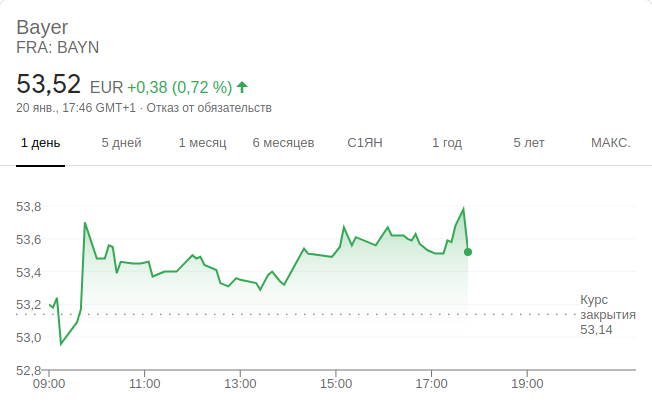 Bayer
FRA: BAYN
53,52 EUR +0,38 (0,72 %)
20 янв., 17:46 GMT+1 · Отказ от обязательств
1 день 5 дней 1 месяц 6 месяцев С1ЯН 1 год 5 лет МАКС.
53,8
53,6
53,4
53,2
53,0
52,8
Курс
закрытия
53,14
09:00 11:00 13:00 15:00 17:00 19:00